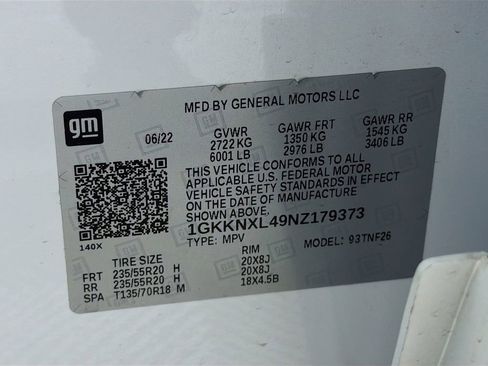 MFD BY GENERAL MOTORS LLC
gm
06/22 GVWR GAWR FRT GAWR RR
2722 KG 1350 KG 1545 KG
6001 LB 2976 LB 3406 LB
THIS VEHICLE CONFORMS TO ALL
APPLICABLE U.S. FEDERAL MOTOR
VEHICLE SAFETY STANDARDS IN EFFECT
ON THE DATE OF MANUFACTURE SHOWN ABOVE.
1GKKNXL49NZ179373
140X TYPE: MPV MODEL: 93TNF26
TIRE SIZE RIM
FRT 235/55R20 H 20X8J
RR 235/55R20 H 20X8J
SPA T135/70R18 M 18X4.5B